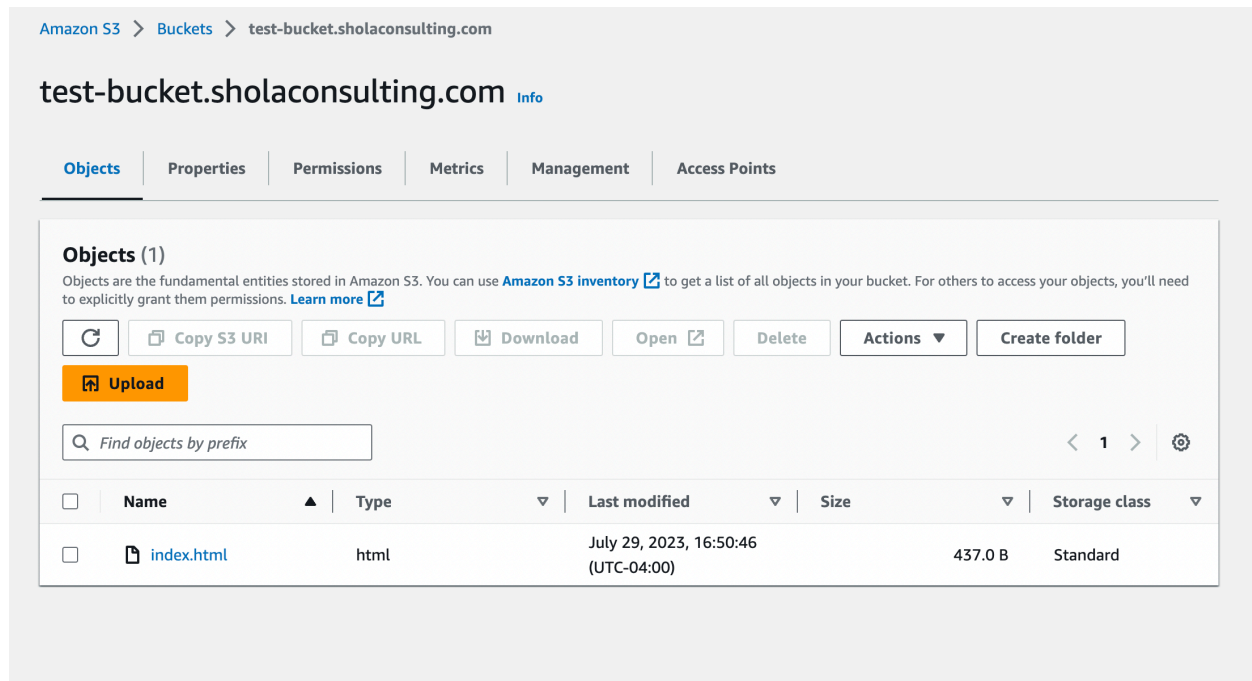 Amazon S3 > Buckets > test-bucket.sholaconsulting.com
test-bucket.sholaconsulting.com Info
Objects Properties Permissions Metrics Management Access Points
Objects (1)
Objects are the fundamental entities stored in Amazon S3. You can use Amazon S3 inventory to get a list of all objects in your bucket. For others to access your objects, you'll need
to explicitly grant them permissions. Learn more
Copy S3 URI Copy URL Download Open Delete Actions Create folder
Upload
Find objects by prefix 1
Name Type Last modified Size Storage class
index.html html July 29, 2023, 16:50:46 437.0 B Standard
(UTC-04:00)